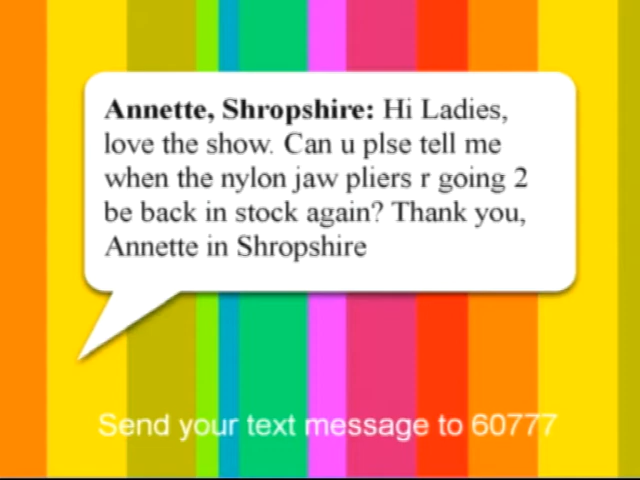 Annette, Shropshire: Hi Ladies,
love the show. Can u plse tell me
when the nylon jaw pliers r going 2
be back in stock again? Thank you,
Annette in Shropshire
Send your text message to 60777